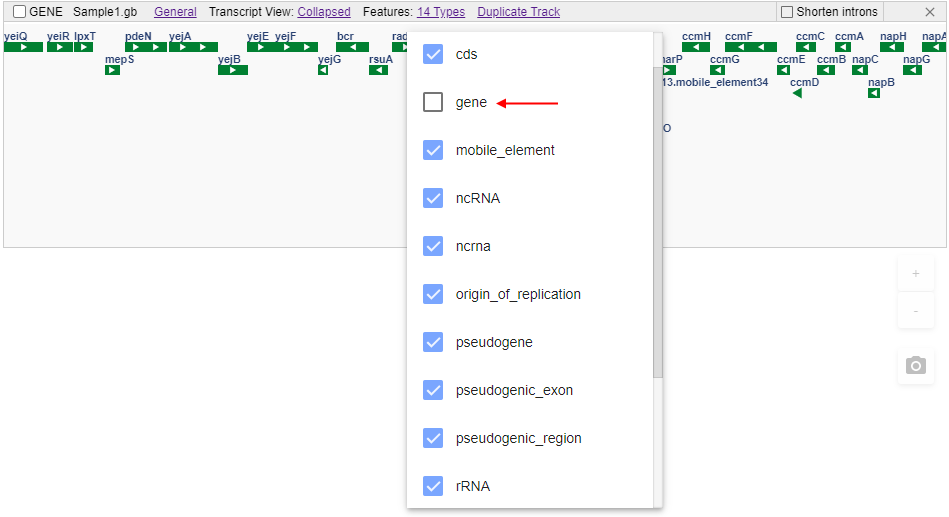 GENE Sample1.gb General Transcript View: Collapsed Features: 14 Types Duplicate Track Shorten introns
yeiQ yeiR lpxT pdeN yejA yejE yejF bcr ccmH ccmF ccmC ccmA napH napA
mepS yejB yejG rsuA narP ccmG ccmE ccmB napC napG
13.mobile_element34 ccmD napB
O
cds
gene
mobile_element
ncRNA
ncrna
origin_of_replication
pseudogene
pseudogenic_exon
pseudogenic_region
rRNA
+
-